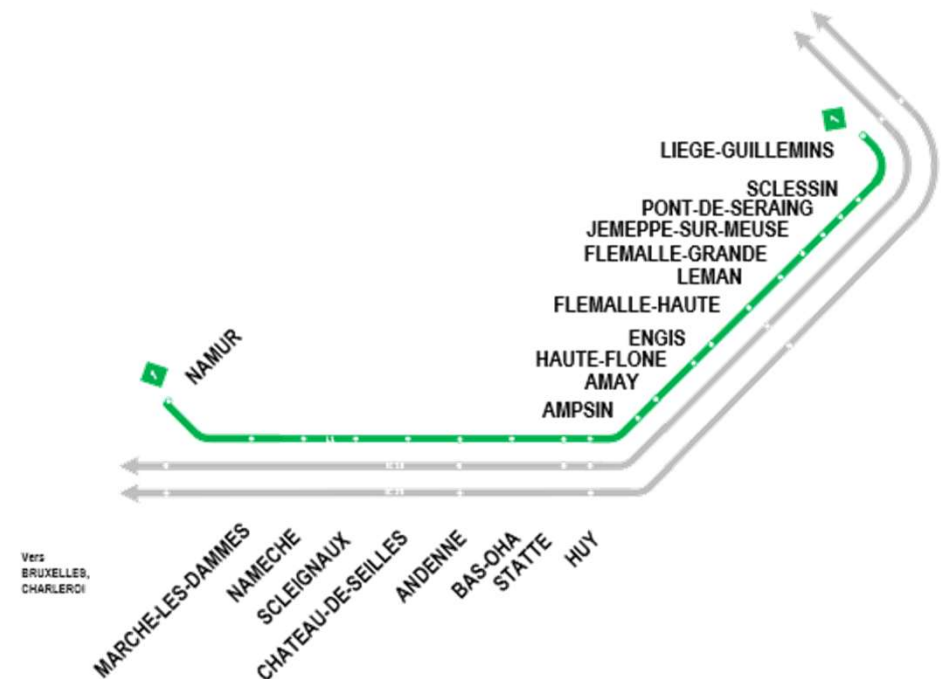 LIEGE-GUILLEMINS
SCLESSIN
PONT-DE-SERAING
JEMEPPE-SUR-MEUSE
FLEMALLE-GRANDE
LEMAN
FLEMALLE-HAUTE
ENGIS
HAUTE-FLONE
AMAY
AMPSIN
NAMUR
L1
Vers
BRUXELLES,
CHARLEROI
MARCHE-LES-DAMMES
NAMECHE
SCLEIGNAUX
CHATEAU-DE-SEILLES
ANDENNE
BAS-OHA
STATTE
HUY